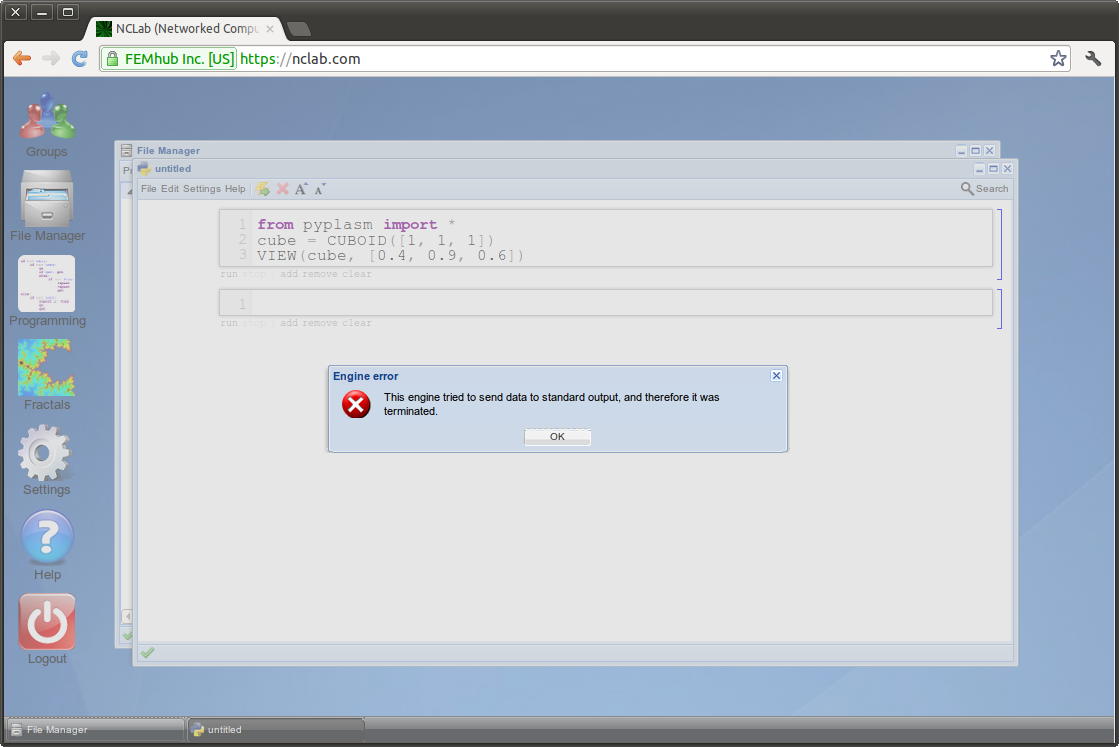 NCLab (Networked Compu
FEMhub Inc. [US] https://nclab.com
Groups
File Manager
Programming
Fractals
Settings
Help
Logout
File Manager
untitled
File Edit Settings Help
Search
1 from pyplasm import *
2 cube = CUBOID([1, 1, 1])
3 VIEW(cube, [0.4, 0.9, 0.6])
run stop | add remove clear
1
run stop | add remove clear
Engine error
This engine tried to send data to standard output, and therefore it was
terminated.
OK
File Manager
untitled